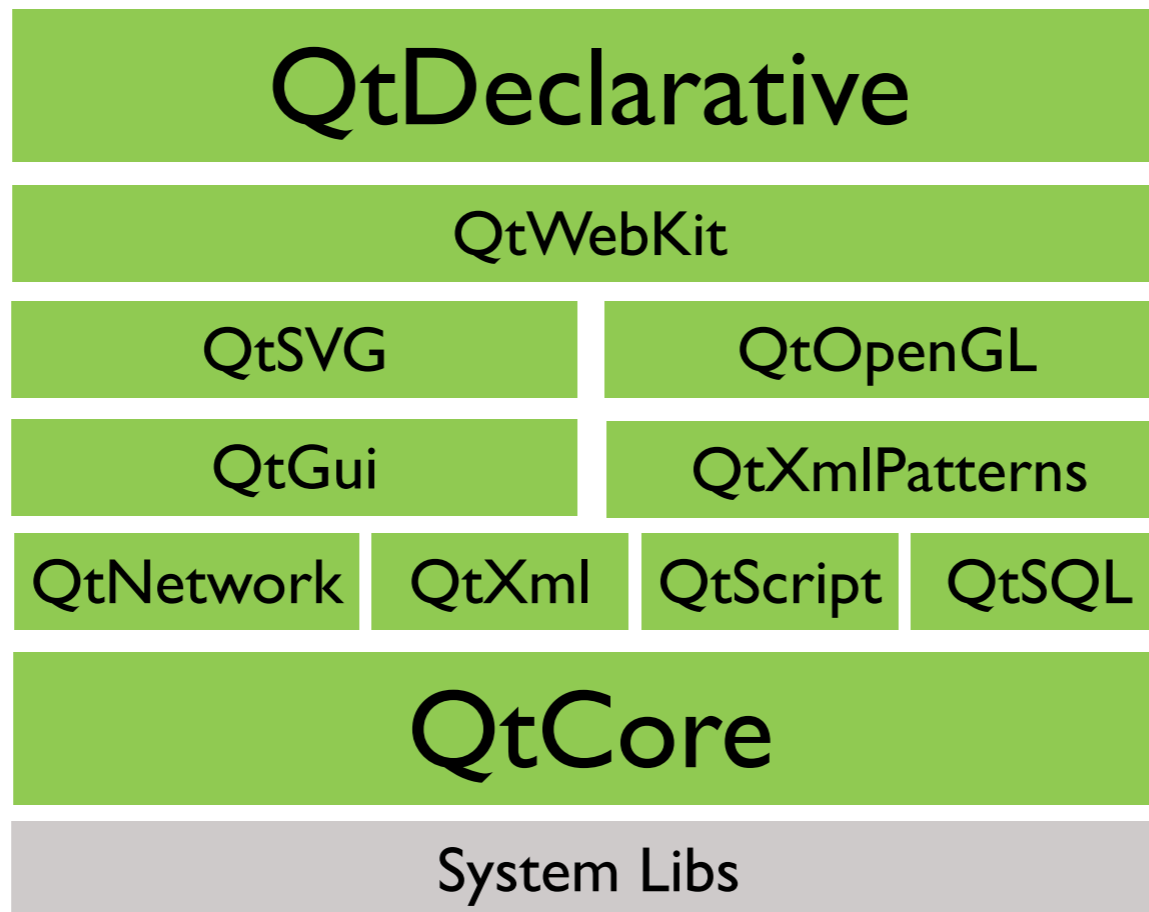 QtDeclarative
QtWebKit
QtSVG
QtOpenGL
QtGui
QtXmlPatterns
QtNetwork
QtXml
QtScript
QtSQL
QtCore
System Libs